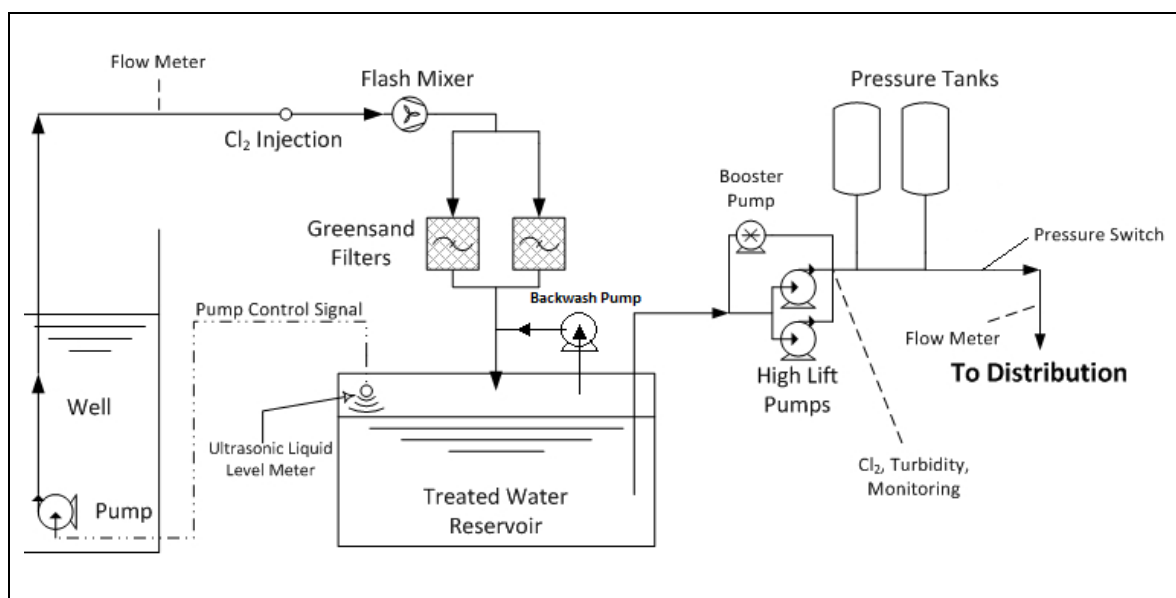 Flow Meter
Flash Mixer
Cl₂ Injection
Pressure Tanks
Booster
Pump
Greensand
Filters
Pressure Switch
Pump Control Signal
Backwash Pump
Flow Meter
To Distribution
High Lift
Pumps
Well
Ultrasonic Liquid
Level Meter
Cl₂, Turbidity,
Monitoring
Pump
Treated Water
Reservoir